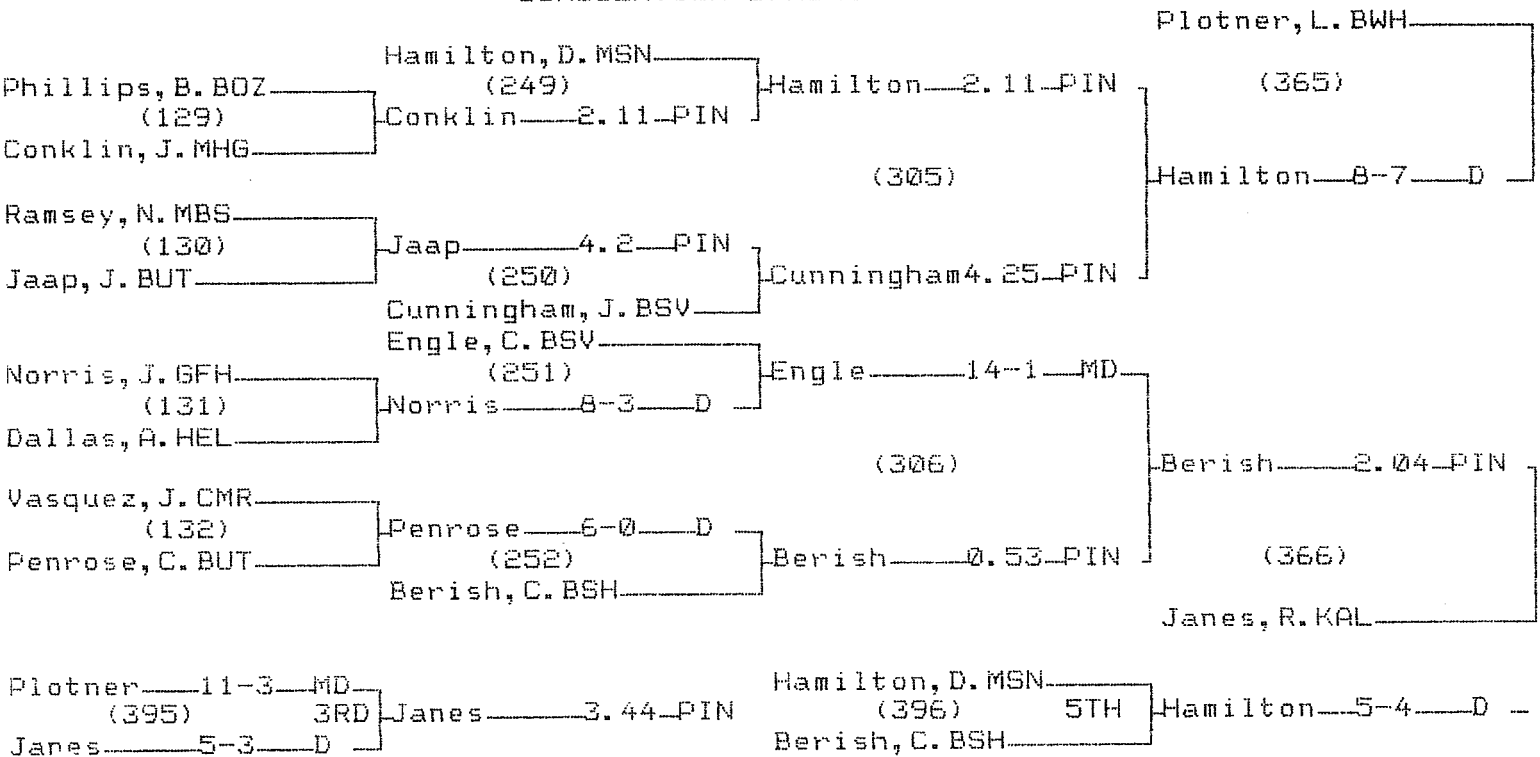 Plotner, L. BWH
Hamilton, D. MSN
Phillips, B. BOZ (249) Hamilton 2.11 PIN (365)
(129) Conklin 2.11 PIN
Conklin, J. MHG
(305) Hamilton 8-7 D
Ramsey, N. MBS
(130) Jaap 4.2 PIN
Jaap, J. BUT (250) Cunningham 4.25 PIN
Cunningham, J. BSV
Engle, C. BSV
Norris, J. GFH (251) Engle 14-1 MD
(131) Norris 8-3 D
Dallas, A. HEL
(306) Berish 2.04 PIN
Vasquez, J. CMR
(132) Penrose 6-0 D
Penrose, C. BUT (252) Berish 0.53 PIN (366)
Berish, C. BSH
Janes, R. KAL
Plotner 11-3 MD Hamilton, D. MSN
(395) 3RD Janes 3.44 PIN (396) 5TH Hamilton 5-4 D
Janes 5-3 D Berish, C. BSH